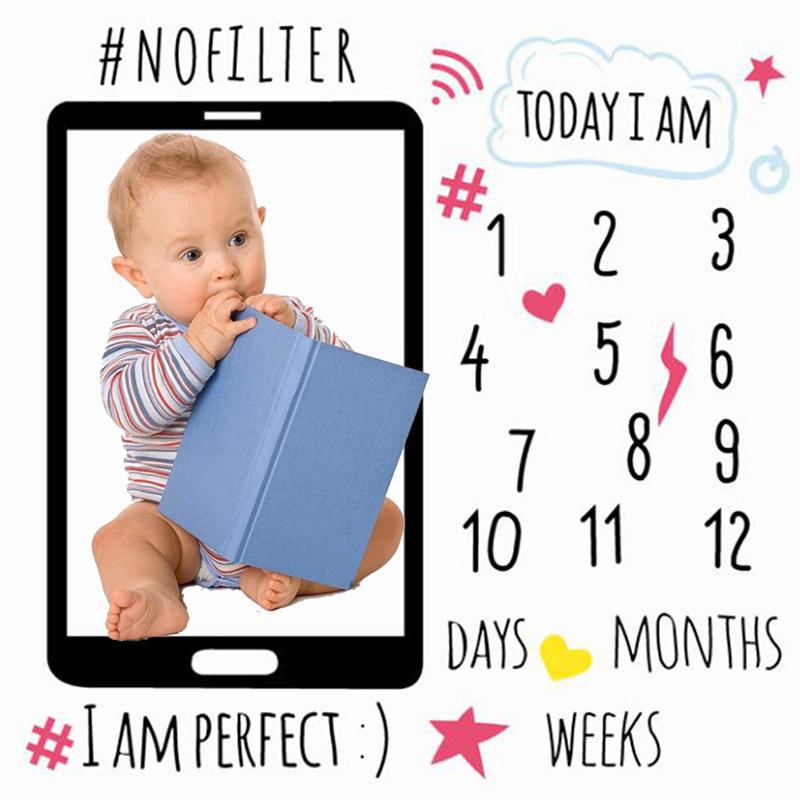 #NOFILTER
TODAY I AM
#
1 2 3
4 5 6
7 8 9
10 11 12
DAYS MONTHS
WEEKS
#I AM PERFECT :)